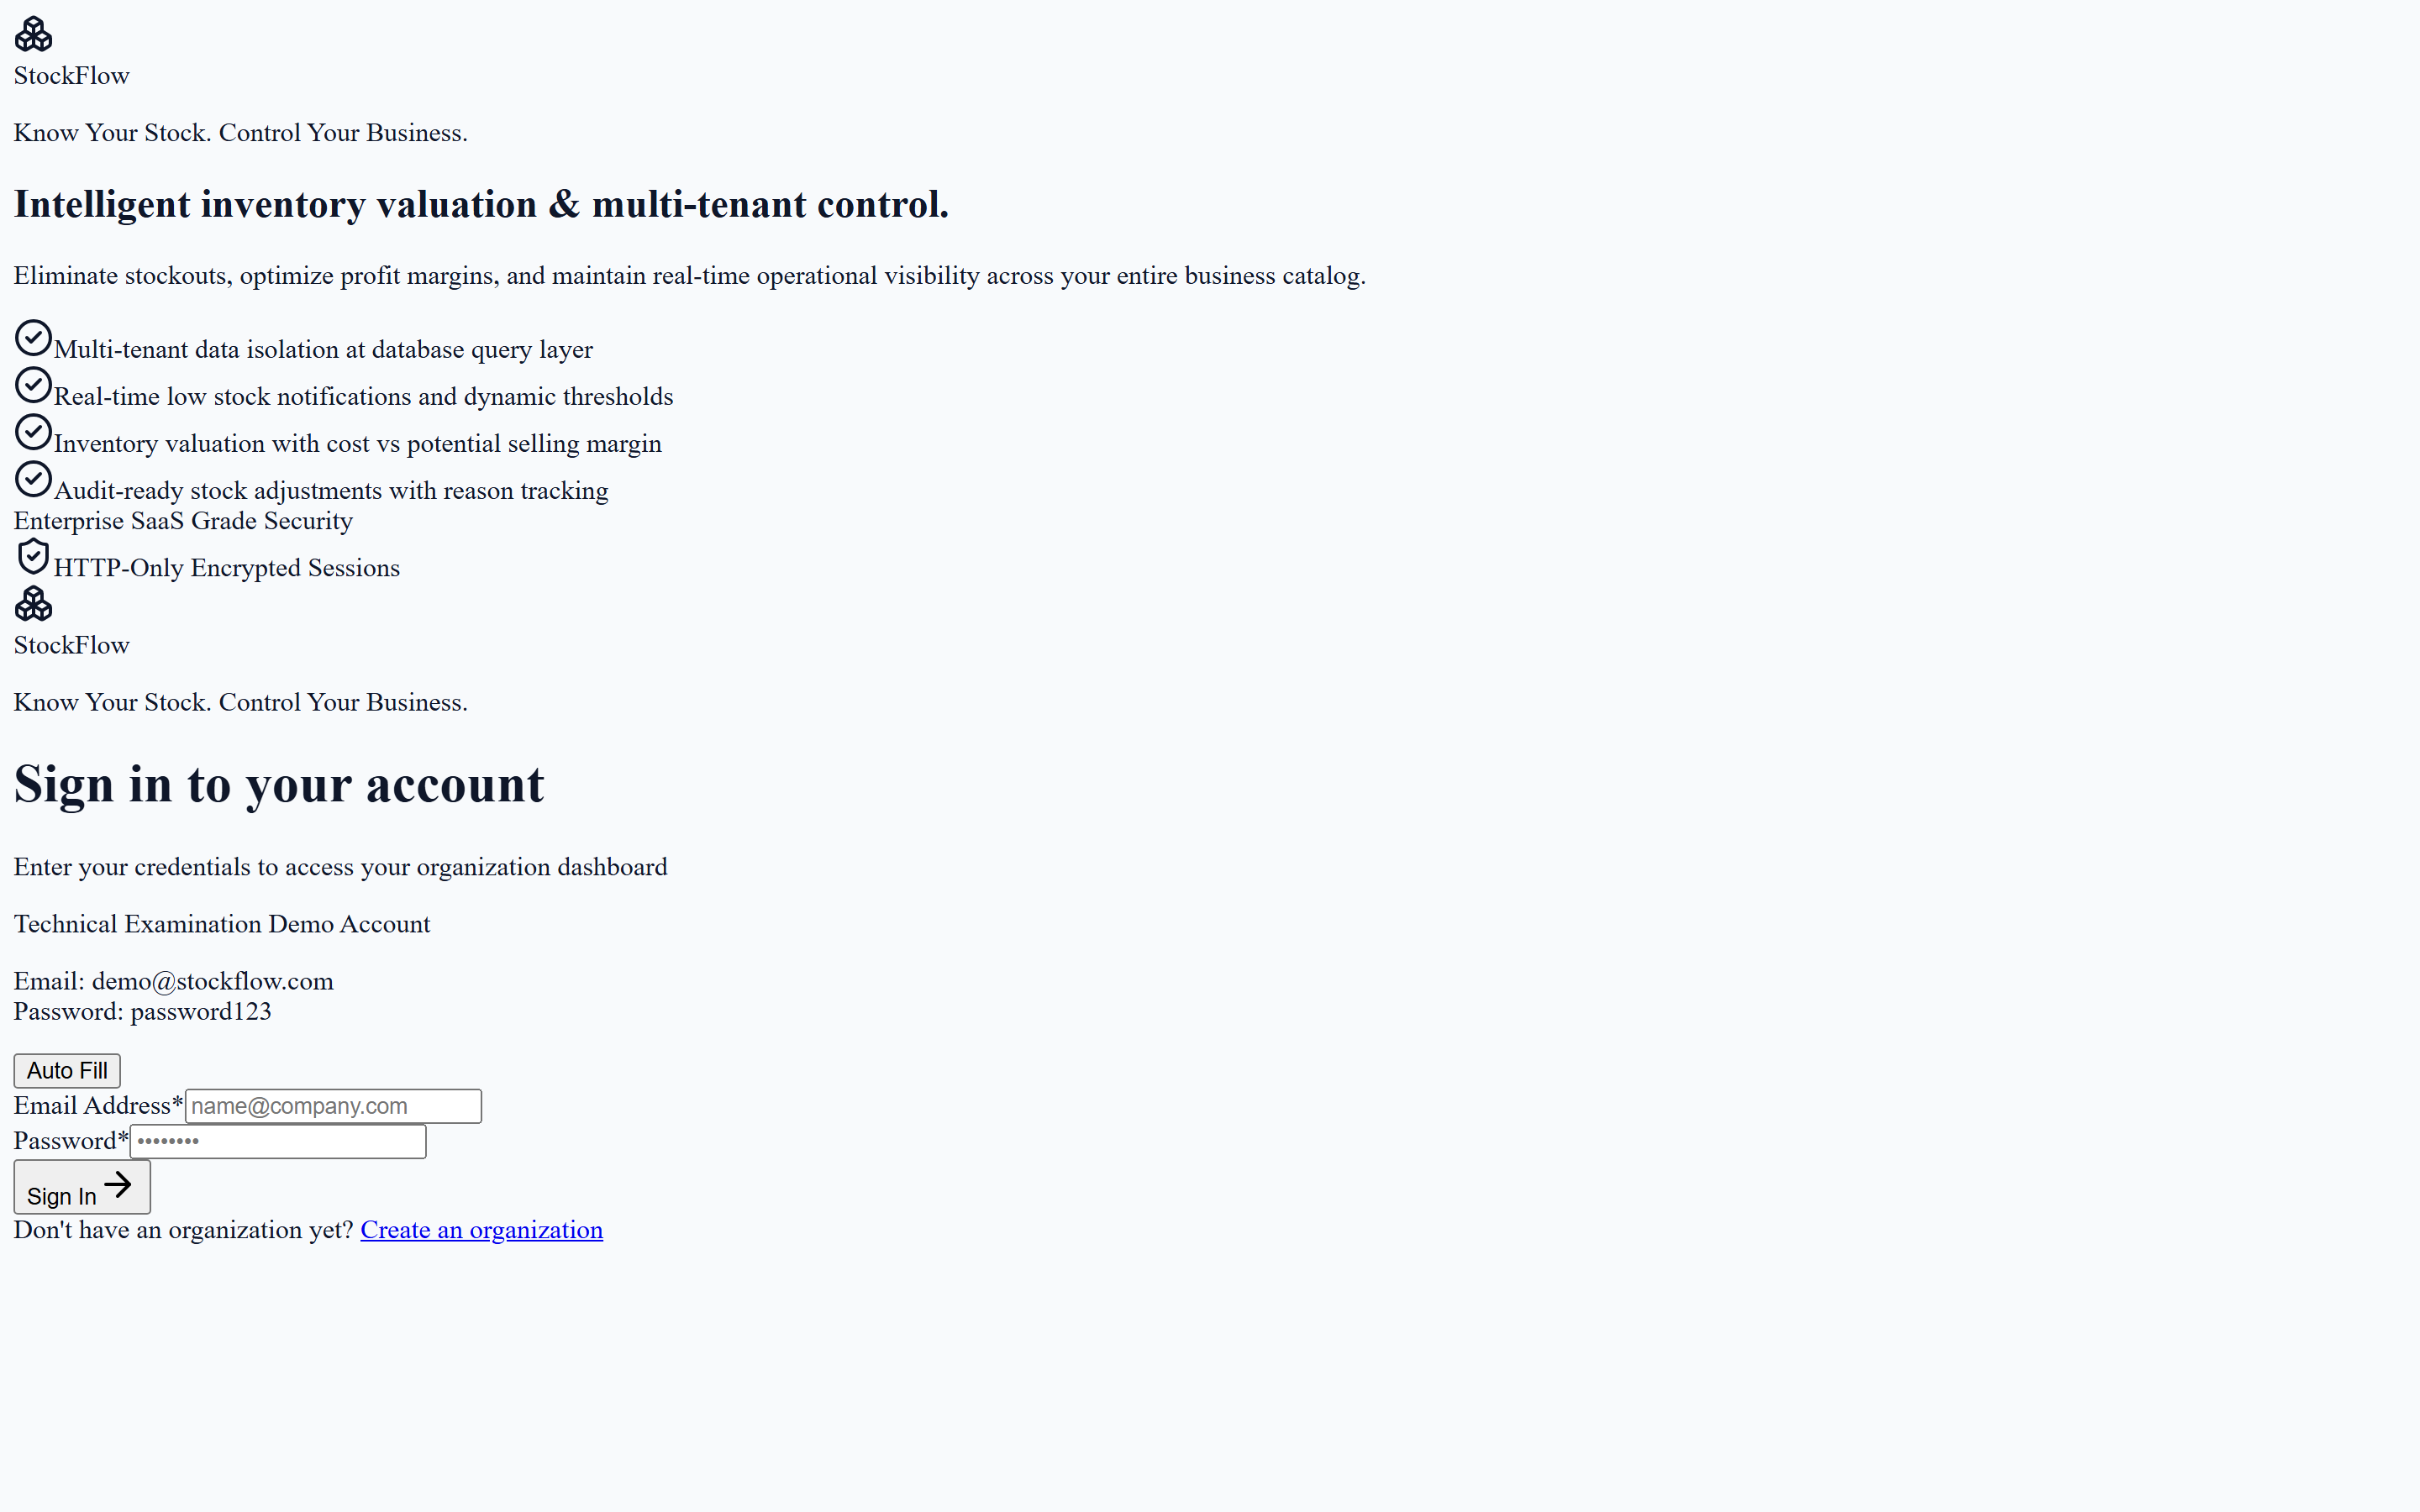 StockFlow
Know Your Stock. Control Your Business.
Intelligent inventory valuation & multi-tenant control.
Eliminate stockouts, optimize profit margins, and maintain real-time operational visibility across your entire business catalog.
Multi-tenant data isolation at database query layer
Real-time low stock notifications and dynamic thresholds
Inventory valuation with cost vs potential selling margin
Audit-ready stock adjustments with reason tracking
Enterprise SaaS Grade Security
HTTP-Only Encrypted Sessions
StockFlow
Know Your Stock. Control Your Business.
Sign in to your account
Enter your credentials to access your organization dashboard
Technical Examination Demo Account
Email: demo@stockflow.com
Password: password123
Auto Fill
Email Address* name@company.com
Password* ••••••••
Sign In
Don't have an organization yet? Create an organization